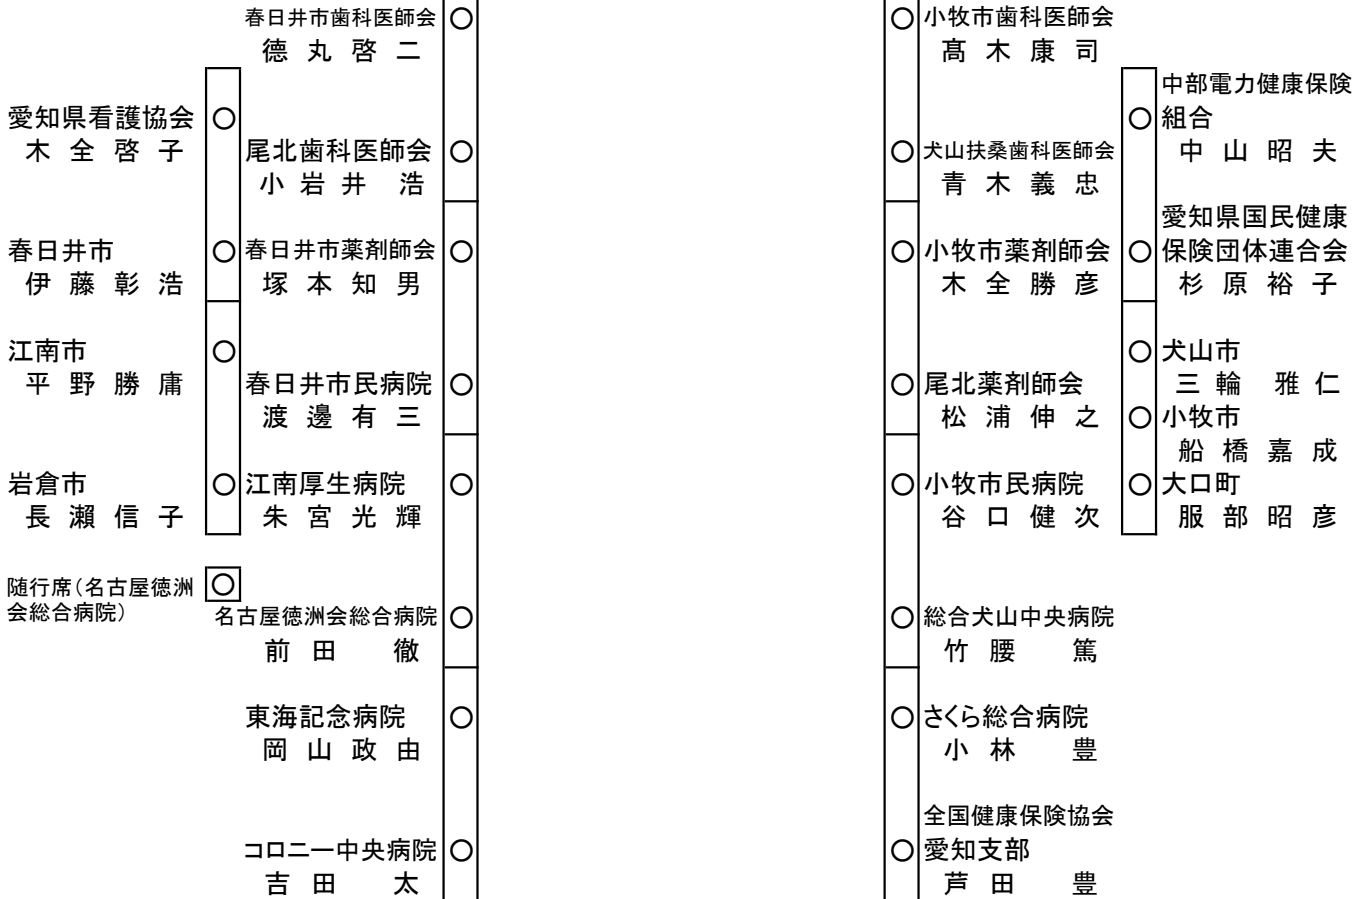 春日井市歯科医師会
徳丸啓二
小牧市歯科医師会
髙木康司
愛知県看護協会
木全啓子
尾北歯科医師会
小岩井　浩
犬山扶桑歯科医師会
青木義忠
中部電力健康保険
組合
中山昭夫
春日井市
伊藤彰浩
春日井市薬剤師会
塚本知男
小牧市薬剤師会
木全勝彦
愛知県国民健康
保険団体連合会
杉原裕子
江南市
平野勝庸
春日井市民病院
渡邊有三
尾北薬剤師会
松浦伸之
犬山市
三輪　雅仁
小牧市
船橋嘉成
岩倉市
長瀨信子
江南厚生病院
朱宮光輝
小牧市民病院
谷口健次
大口町
服部昭彦
随行席（名古屋徳洲
会総合病院）
名古屋徳洲会総合病院
前田　徹
総合犬山中央病院
竹腰　篤
東海記念病院
岡山政由
さくら総合病院
小林　豊
コロニー中央病院
吉田　太
全国健康保険協会
愛知支部
芦田　豊